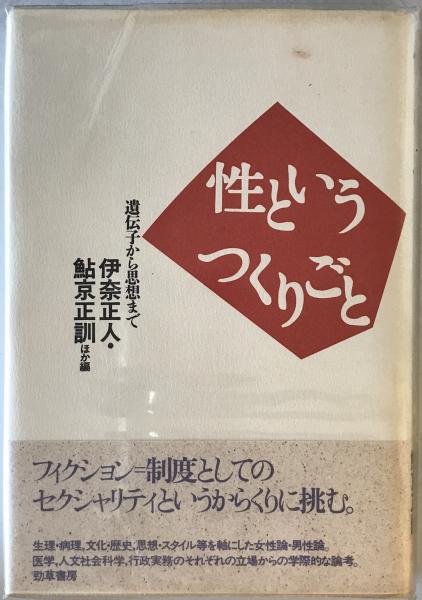 性という
つくりごと
遺伝子から思想まで
伊奈正人・
鮎京正訓ほか編
フィクション=制度としての
セクシャリティというからくりに挑む。
生理・病理,文化・歴史,思想・スタイル等を軸にした女性論・男性論。
医学,人文社会科学,行政実務のそれぞれの立場からの学際的な論考。
勁草書房